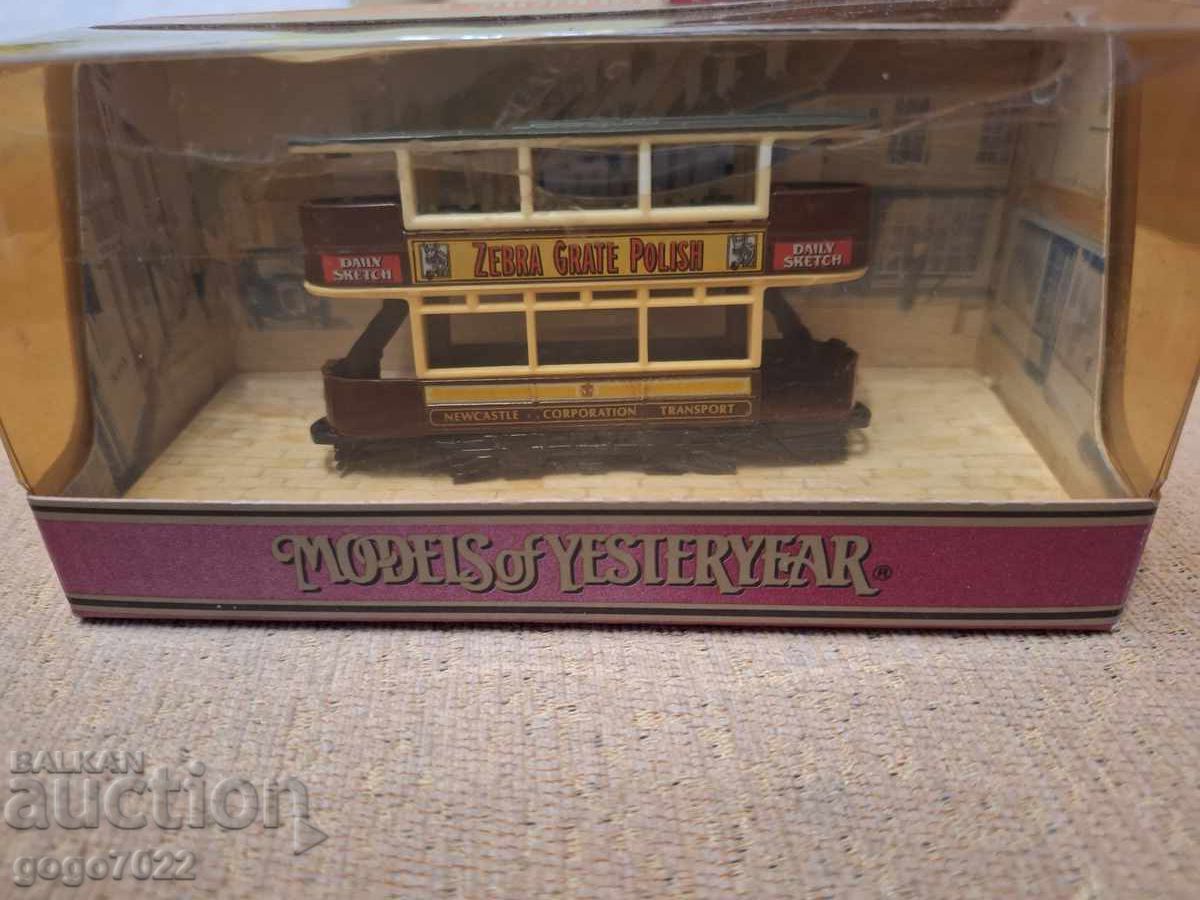 ZEBRA GRATE POLISH
DAILY SKETCH
DAILY SKETCH
NEWCASTLE CORPORATION TRANSPORT
MODELS of YESTERYEAR ®
BALKAN
auction
gogo7022